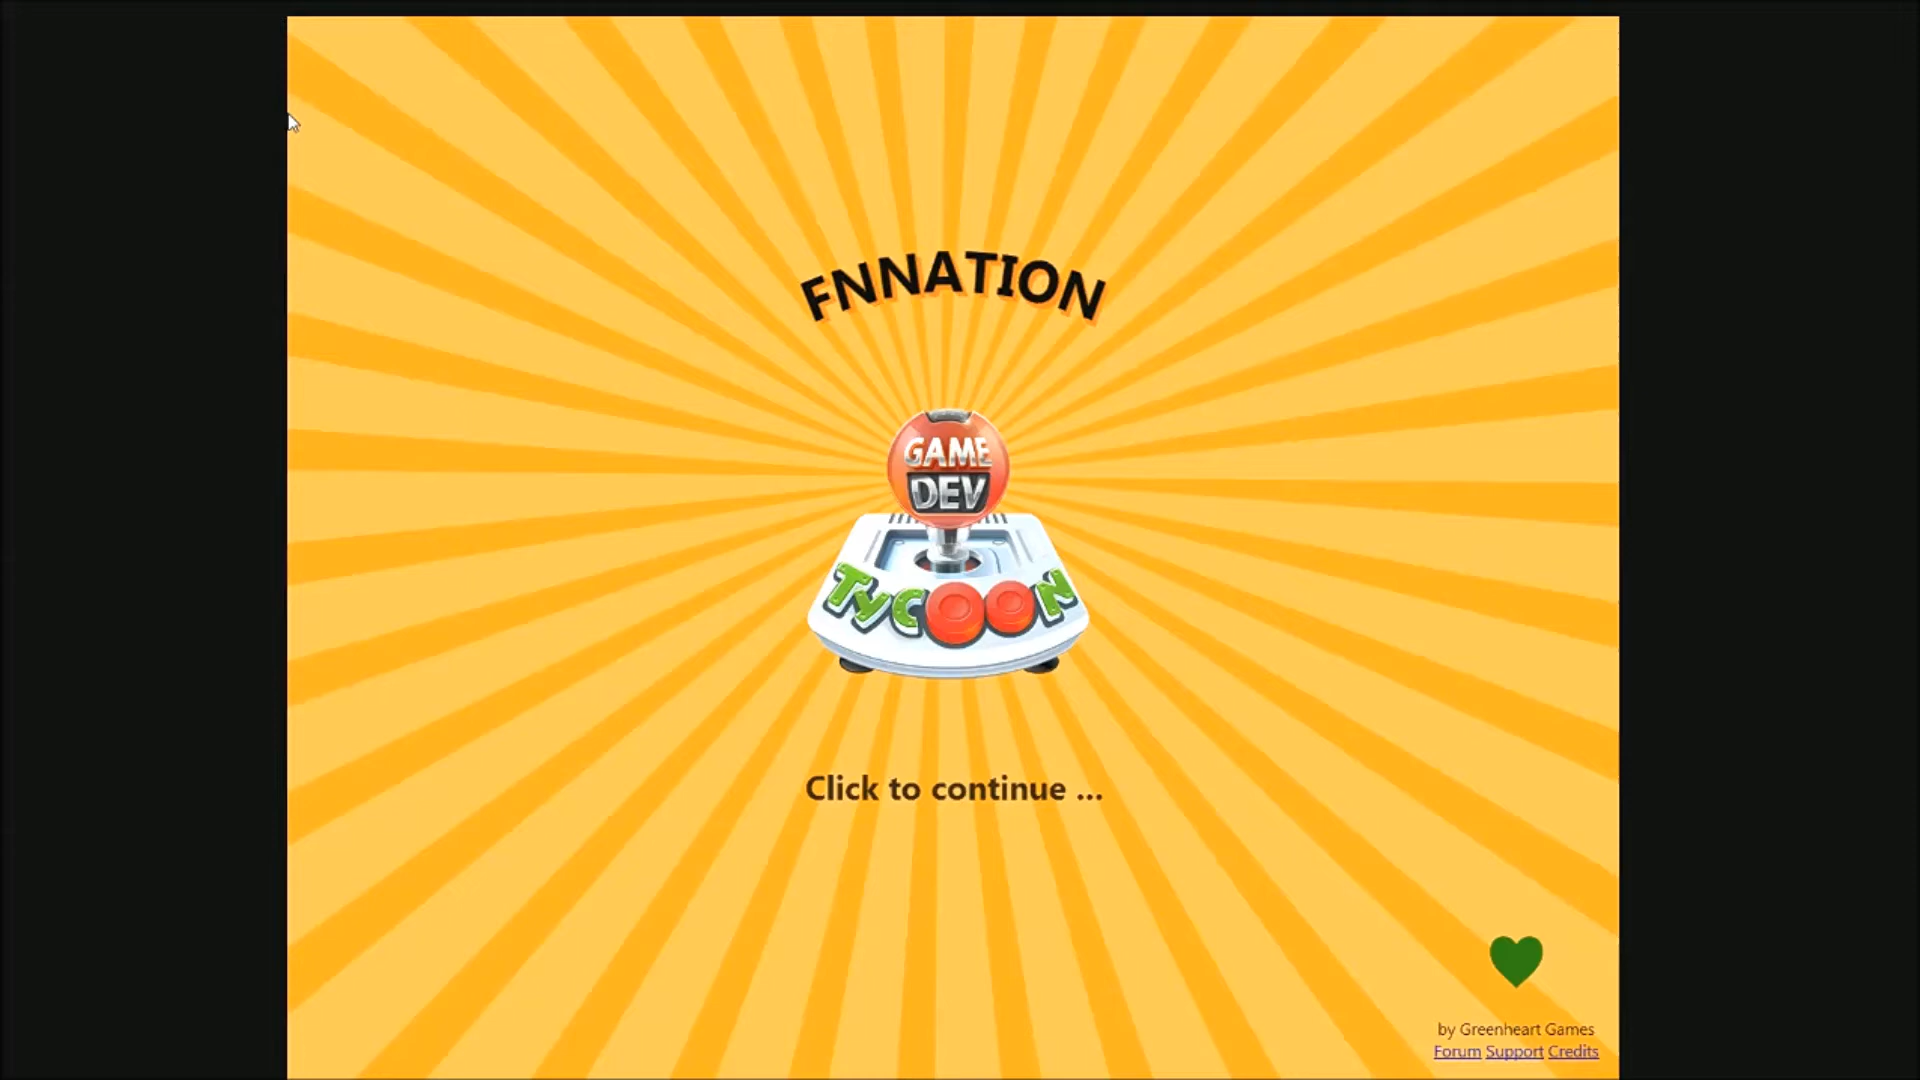 FNNATION
GAME
DEV
TYCOON
Click to continue ...
by Greenheart Games
Forum Support Credits